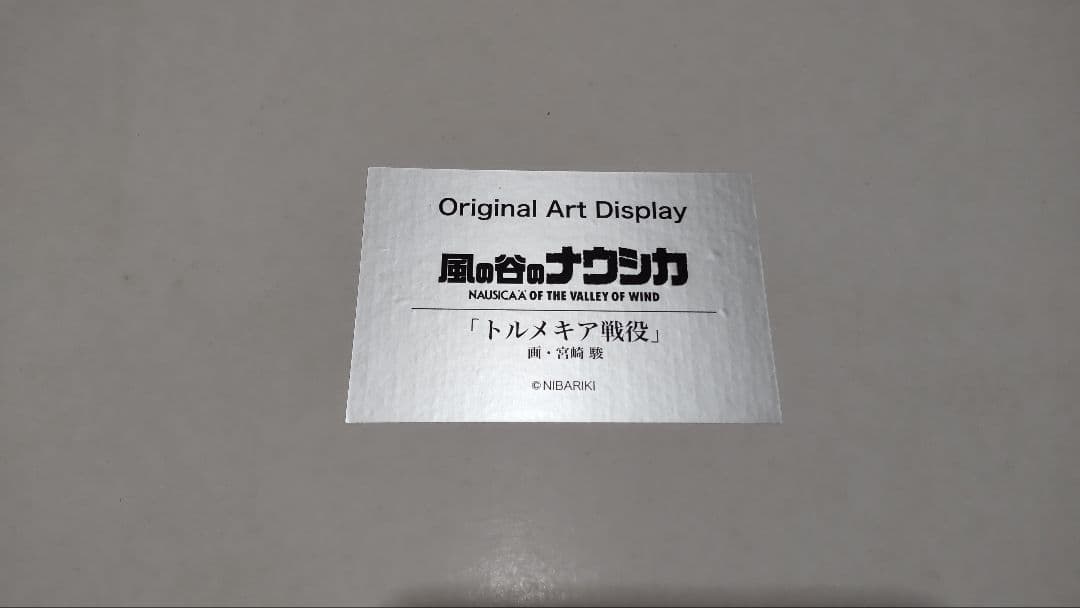 Original Art Display
風の谷のナウシカ
NAUSICAÄ OF THE VALLEY OF WIND
「トルメキア戦役」
画・宮崎 駿
©NIBARIKI